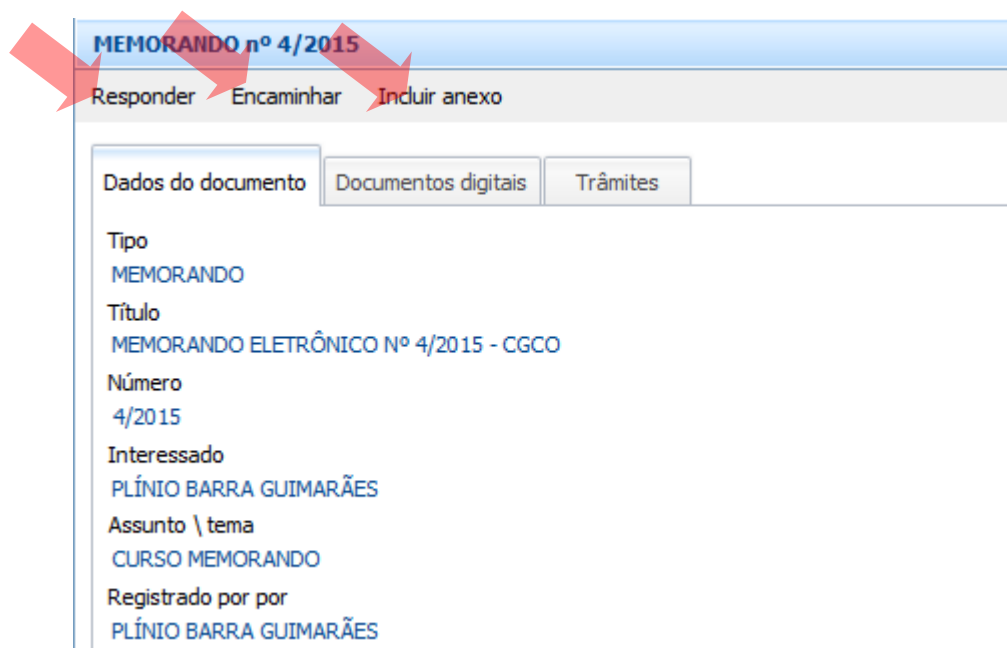 MEMORANDO nº 4/2015
Responder Encaminhar Incluir anexo
Dados do documento Documentos digitais Trâmites
Tipo
MEMORANDO
Título
MEMORANDO ELETRÔNICO Nº 4/2015 - CGCO
Número
4/2015
Interessado
PLÍNIO BARRA GUIMARÃES
Assunto \ tema
CURSO MEMORANDO
Registrado por por
PLÍNIO BARRA GUIMARÃES